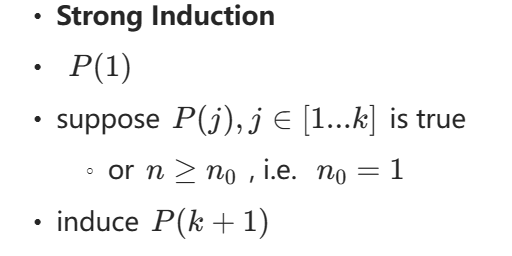 • Strong Induction
• P(1)
• suppose P(j), j ∈ [1...k] is true
◦ or n ≥ n₀ , i.e. n₀ = 1
• induce P(k + 1)